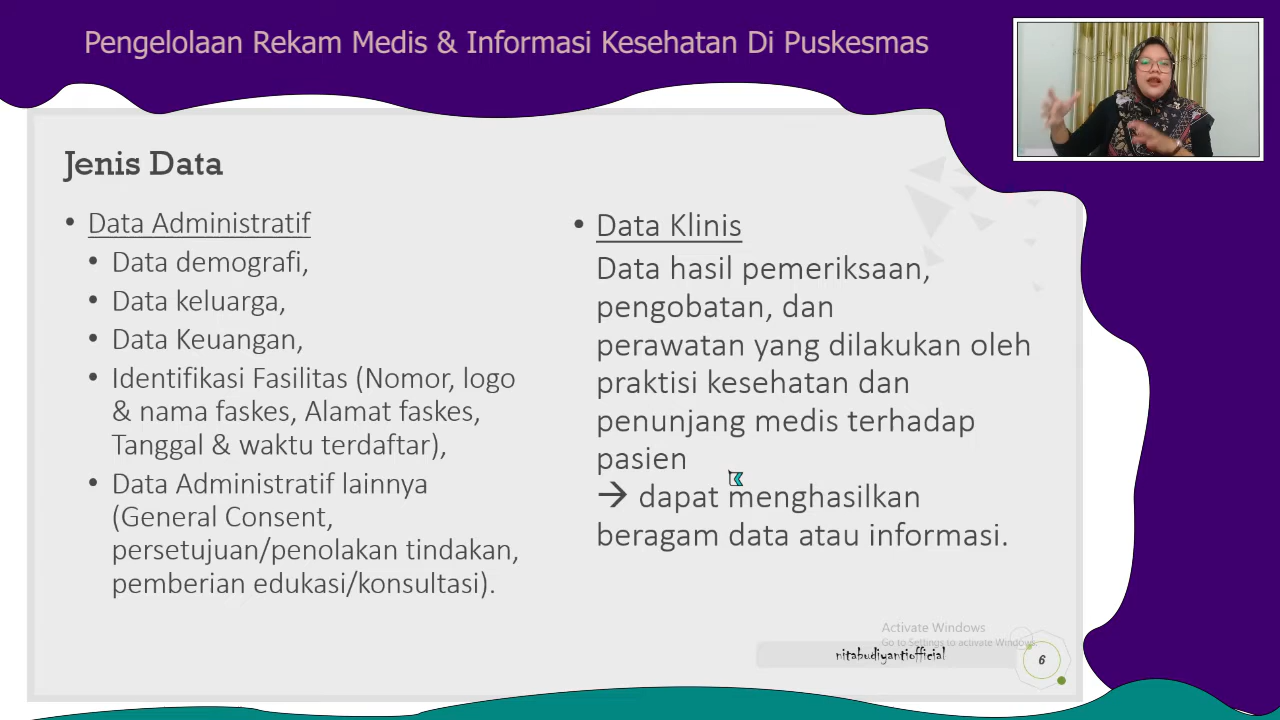 Pengelolaan Rekam Medis & Informasi Kesehatan Di Puskesmas
Jenis Data
• Data Administratif
• Data demografi,
• Data keluarga,
• Data Keuangan,
• Identifikasi Fasilitas (Nomor, logo
& nama faskes, Alamat faskes,
Tanggal & waktu terdaftar),
• Data Administratif lainnya
(General Consent,
persetujuan/penolakan tindakan,
pemberian edukasi/konsultasi).
• Data Klinis
Data hasil pemeriksaan,
pengobatan, dan
perawatan yang dilakukan oleh
praktisi kesehatan dan
penunjang medis terhadap
pasien
→ dapat menghasilkan
beragam data atau informasi.
Activate Windows
Go to Settings to activate Windows.
nitabudiyantiofficial
6